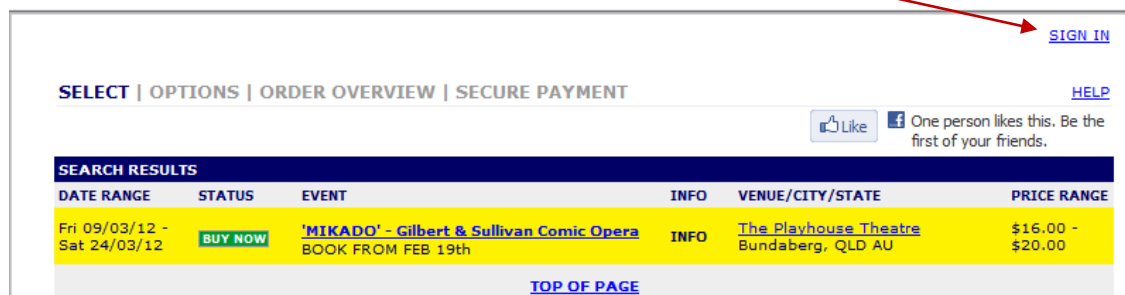 SIGN IN
SELECT | OPTIONS | ORDER OVERVIEW | SECURE PAYMENT
HELP
Like
f One person likes this. Be the
first of your friends.
SEARCH RESULTS
DATE RANGE STATUS EVENT INFO VENUE/CITY/STATE PRICE RANGE
Fri 09/03/12 - BUY NOW 'MIKADO' - Gilbert & Sullivan Comic Opera INFO The Playhouse Theatre $16.00 -
Sat 24/03/12 BOOK FROM FEB 19th Bundaberg, QLD AU $20.00
TOP OF PAGE